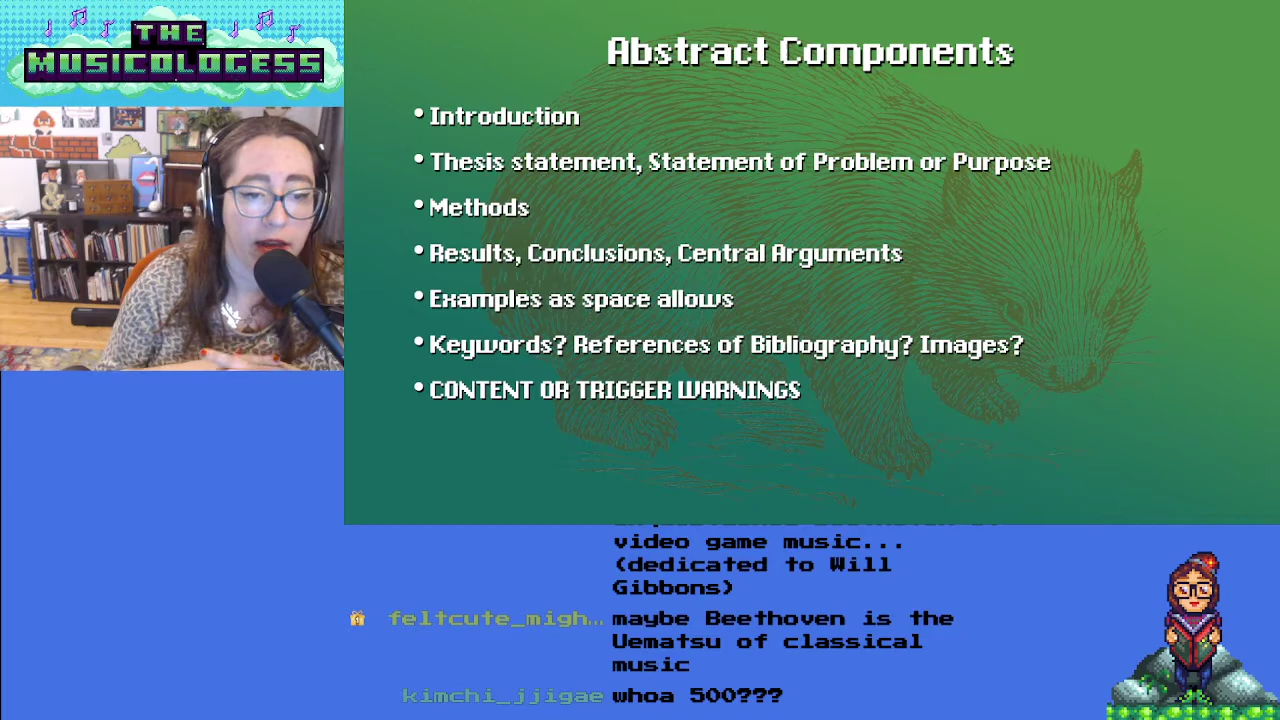 THE
MUSICOLOGESS
Abstract Components
• Introduction
• Thesis statement, Statement of Problem or Purpose
• Methods
• Results, Conclusions, Central Arguments
• Examples as space allows
• Keywords? References of Bibliography? Images?
• CONTENT OR TRIGGER WARNINGS
video game music...
(dedicated to Will
Gibbons)
feltcute_migh... maybe Beethoven is the
Uematsu of classical
music
kimchi_jjigae whoa 500???